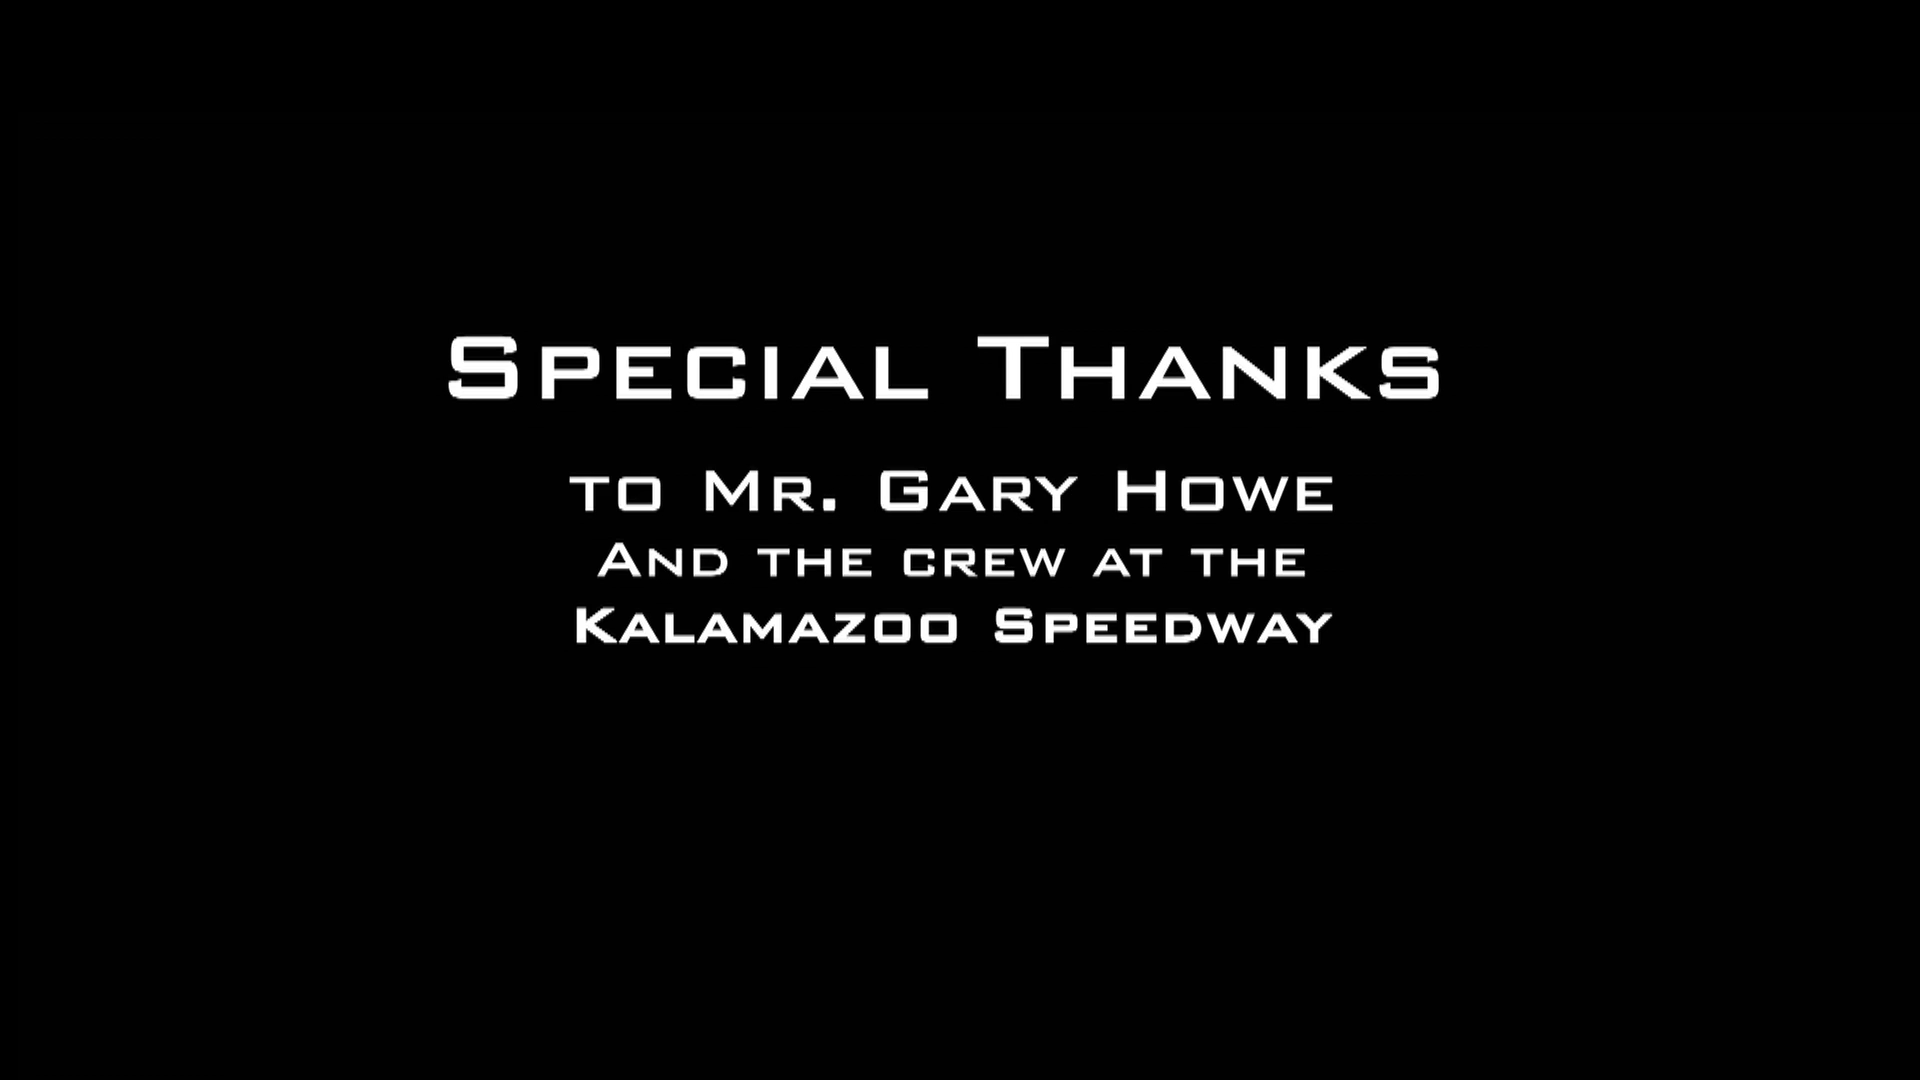 Special Thanks
to Mr. Gary Howe
And the crew at the
Kalamazoo Speedway